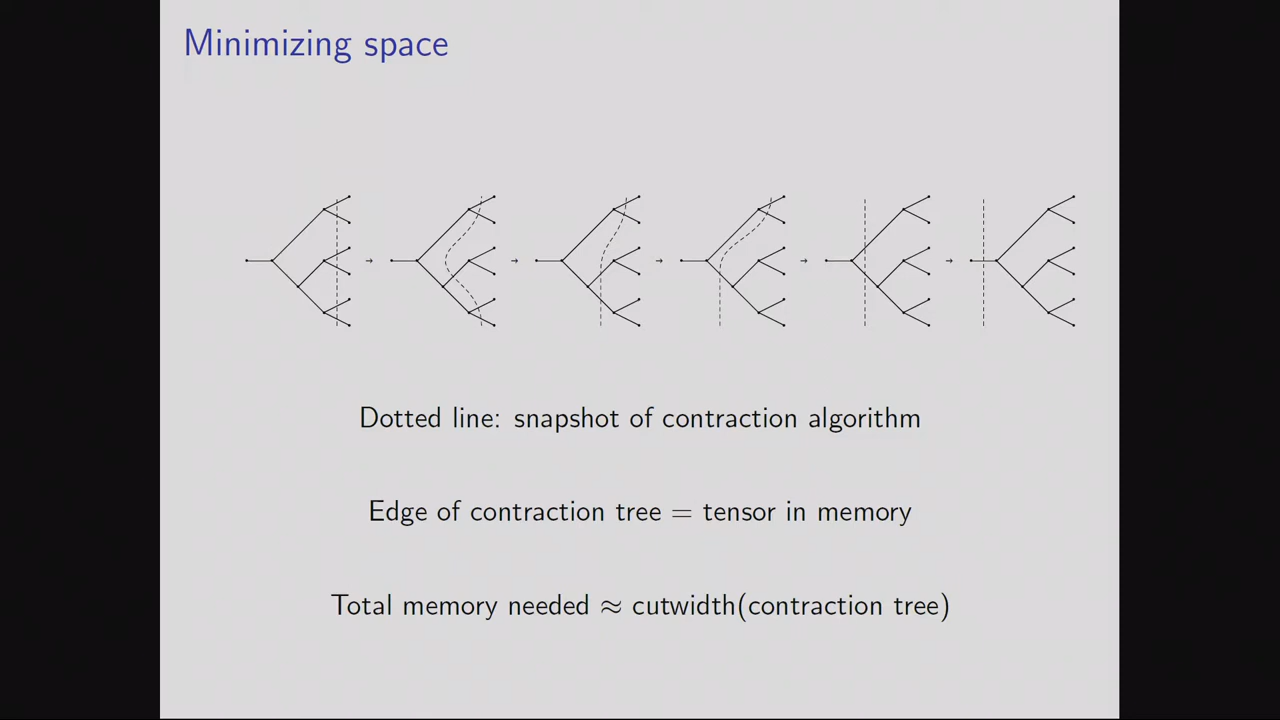 Minimizing space
Dotted line: snapshot of contraction algorithm
Edge of contraction tree = tensor in memory
Total memory needed ≈ cutwidth(contraction tree)